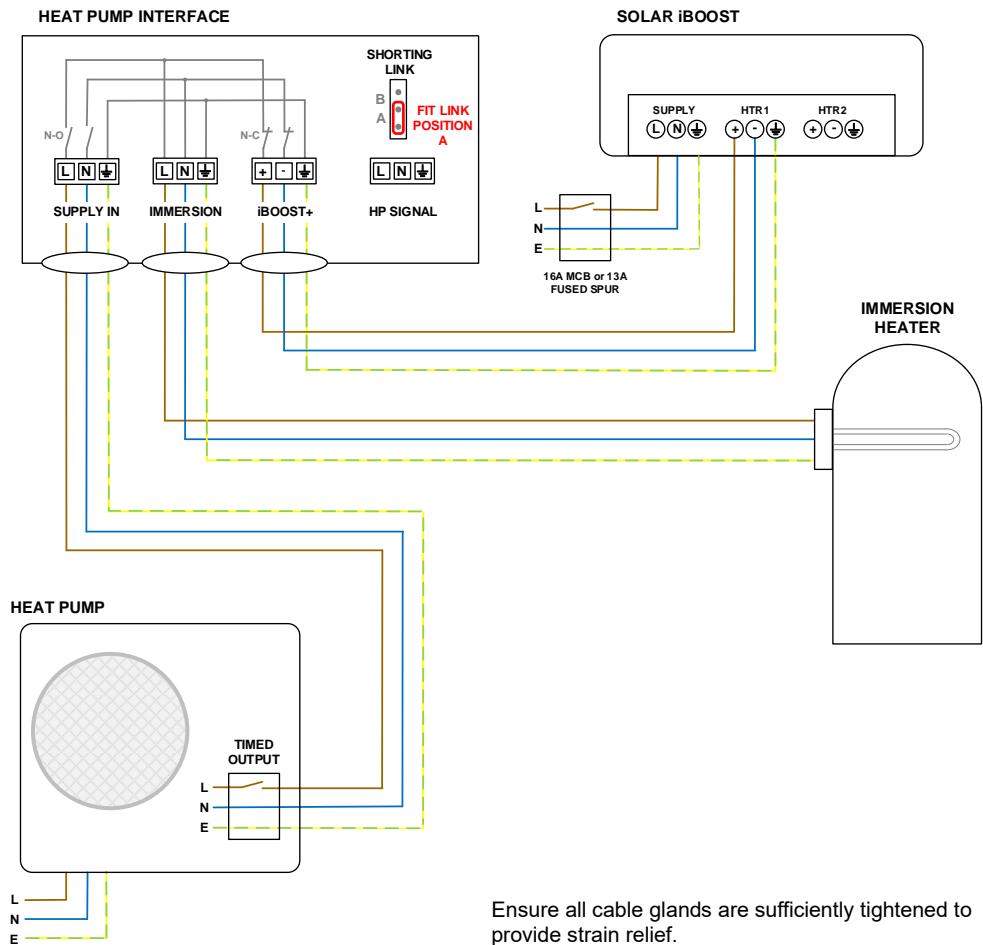 HEAT PUMP INTERFACE
SOLAR iBOOST
SHORTING
LINK
B
A
FIT LINK
POSITION
A
N-O
N-C
L N
L N
+ -
L N
SUPPLY IN
IMMERSION
iBOOST+
HP SIGNAL
SUPPLY
HTR1
HTR2
L N
+ -
+ -
L
N
E
16A MCB or 13A
FUSED SPUR
IMMERSION
HEATER
HEAT PUMP
TIMED
OUTPUT
L
N
E
L
N
E
Ensure all cable glands are sufficiently tightened to
provide strain relief.